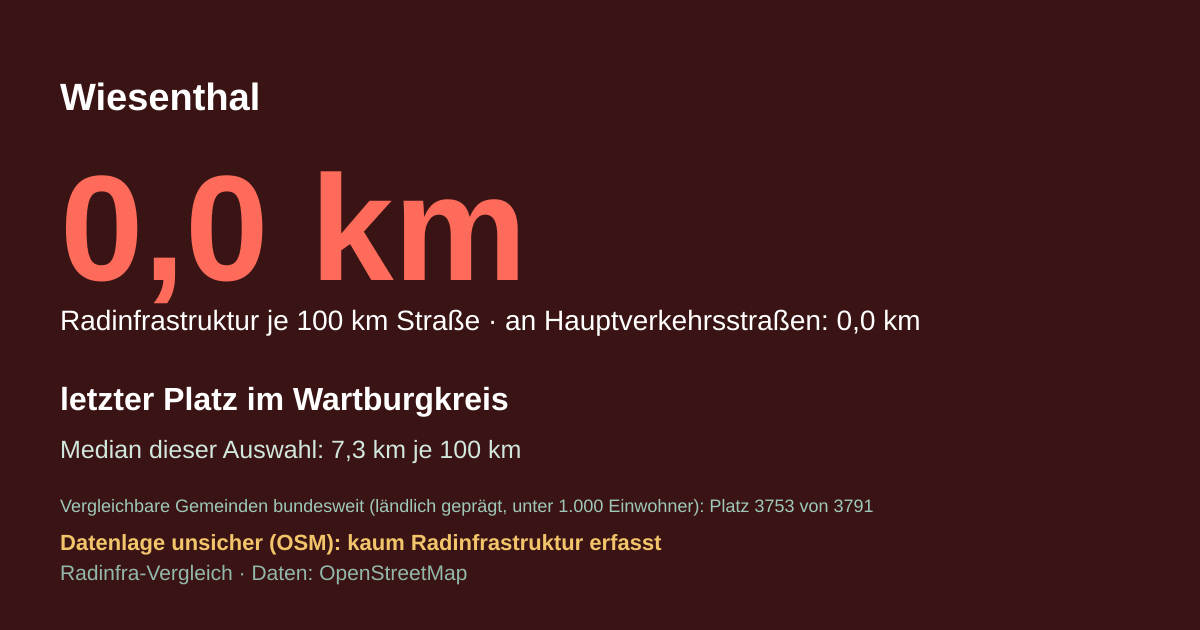 Wiesenthal
0,0 km
Radinfrastruktur je 100 km Straße · an Hauptverkehrsstraßen: 0,0 km
letzter Platz im Wartburgkreis
Median dieser Auswahl: 7,3 km je 100 km
Vergleichbare Gemeinden bundesweit (ländlich geprägt, unter 1.000 Einwohner): Platz 3753 von 3791
Datenlage unsicher (OSM): kaum Radinfrastruktur erfasst
Radinfra-Vergleich · Daten: OpenStreetMap